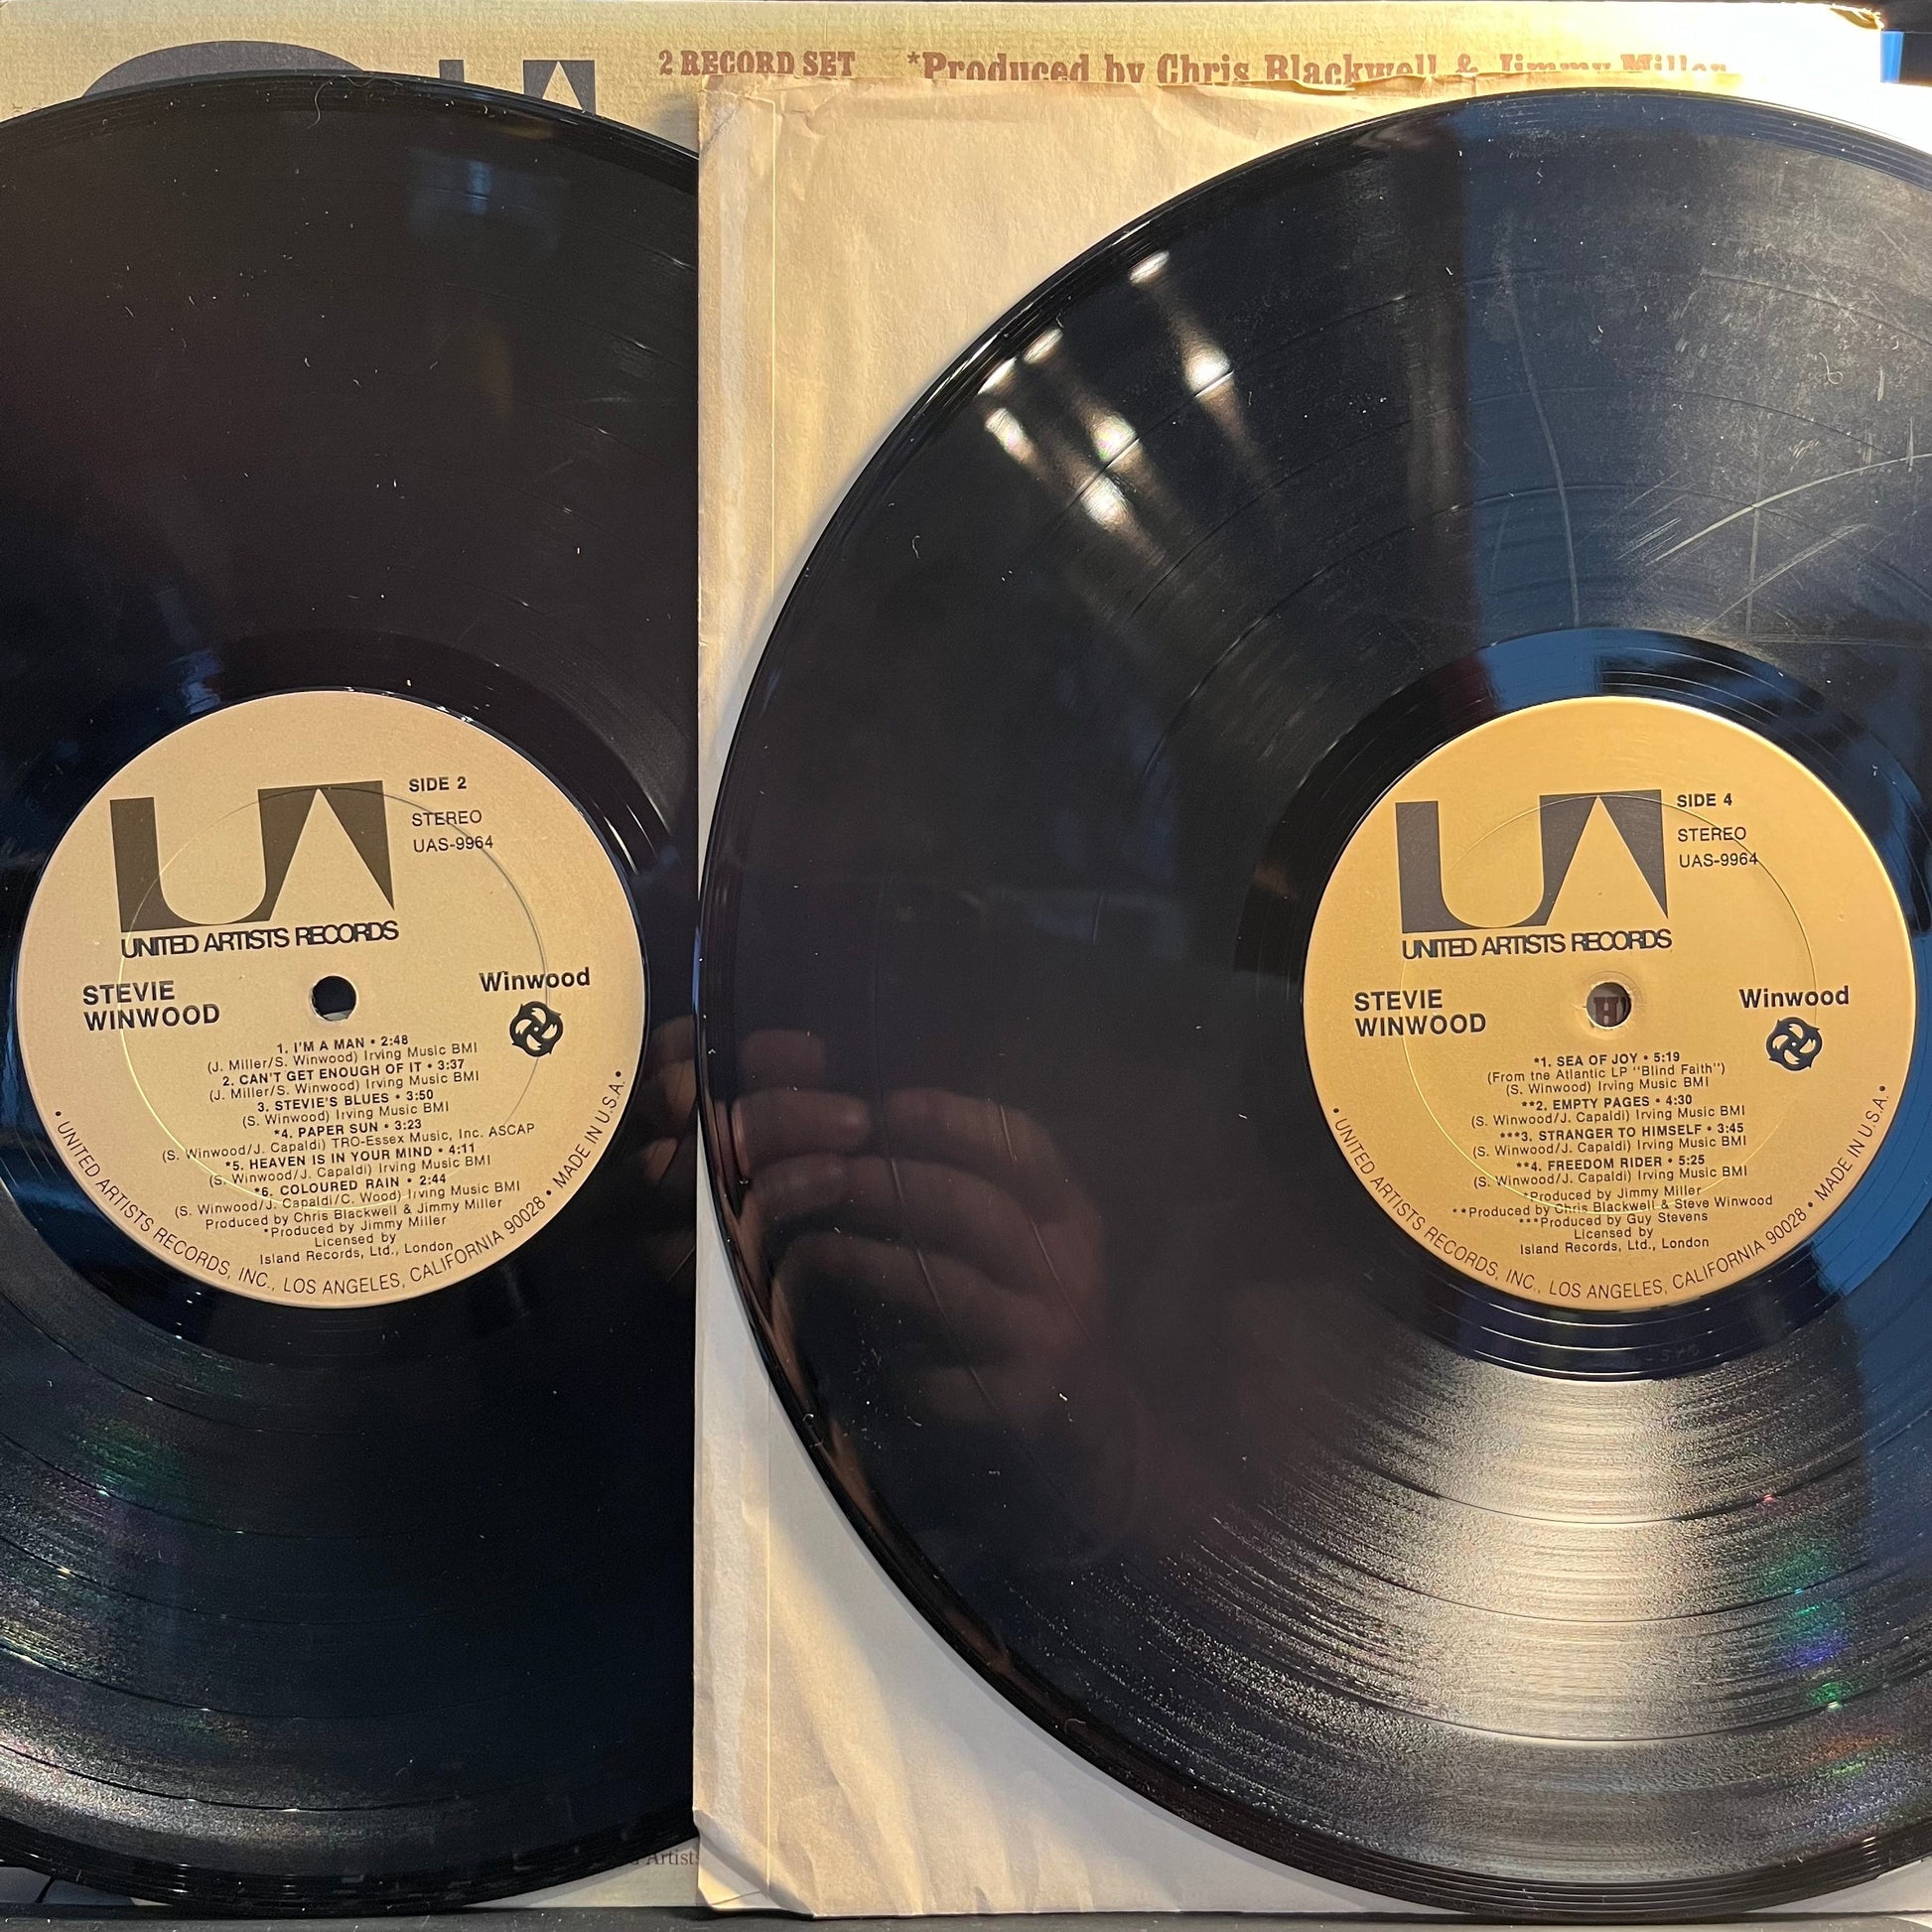 2 RECORD SET *Produced by Chris Blackwell & Jimmy Miller
UA
SIDE 2
STEREO
UAS-9964
UNITED ARTISTS RECORDS
STEVIE
WINWOOD
Winwood
1. I'M A MAN • 2:48
(J. Miller/S. Winwood) Irving Music BMI
2. CAN'T GET ENOUGH OF IT • 3:37
(J. Miller/S. Winwood) Irving Music BMI
3. STEVIE'S BLUES • 3:50
(S. Winwood) Irving Music BMI
*4. PAPER SUN • 3:23
(S. Winwood/J. Capaldi) TRO-Essex Music, Inc. ASCAP
*5. HEAVEN IS IN YOUR MIND • 4:11
(S. Winwood/J. Capaldi) Irving Music BMI
*6. COLOURED RAIN • 2:44
(S. Winwood/J. Capaldi/C. Wood) Irving Music BMI
Produced by Chris Blackwell & Jimmy Miller
*Produced by Jimmy Miller
Licensed by
Island Records, Ltd., London
• UNITED ARTISTS RECORDS, INC., LOS ANGELES, CALIFORNIA 90028 • MADE IN U.S.A. •
UA
SIDE 4
STEREO
UAS-9964
UNITED ARTISTS RECORDS
STEVIE
WINWOOD
Winwood
*1. SEA OF JOY • 5:19
(From the Atlantic LP "Blind Faith")
(S. Winwood) Irving Music BMI
**2. EMPTY PAGES • 4:30
(S. Winwood/J. Capaldi) Irving Music BMI
***3. STRANGER TO HIMSELF • 3:45
(S. Winwood/J. Capaldi) Irving Music BMI
**4. FREEDOM RIDER • 5:25
(S. Winwood/J. Capaldi) Irving Music BMI
*Produced by Jimmy Miller
**Produced by Chris Blackwell & Steve Winwood
***Produced by Guy Stevens
Licensed by
Island Records, Ltd., London
• UNITED ARTISTS RECORDS, INC., LOS ANGELES, CALIFORNIA 90028 • MADE IN U.S.A. •
Artists